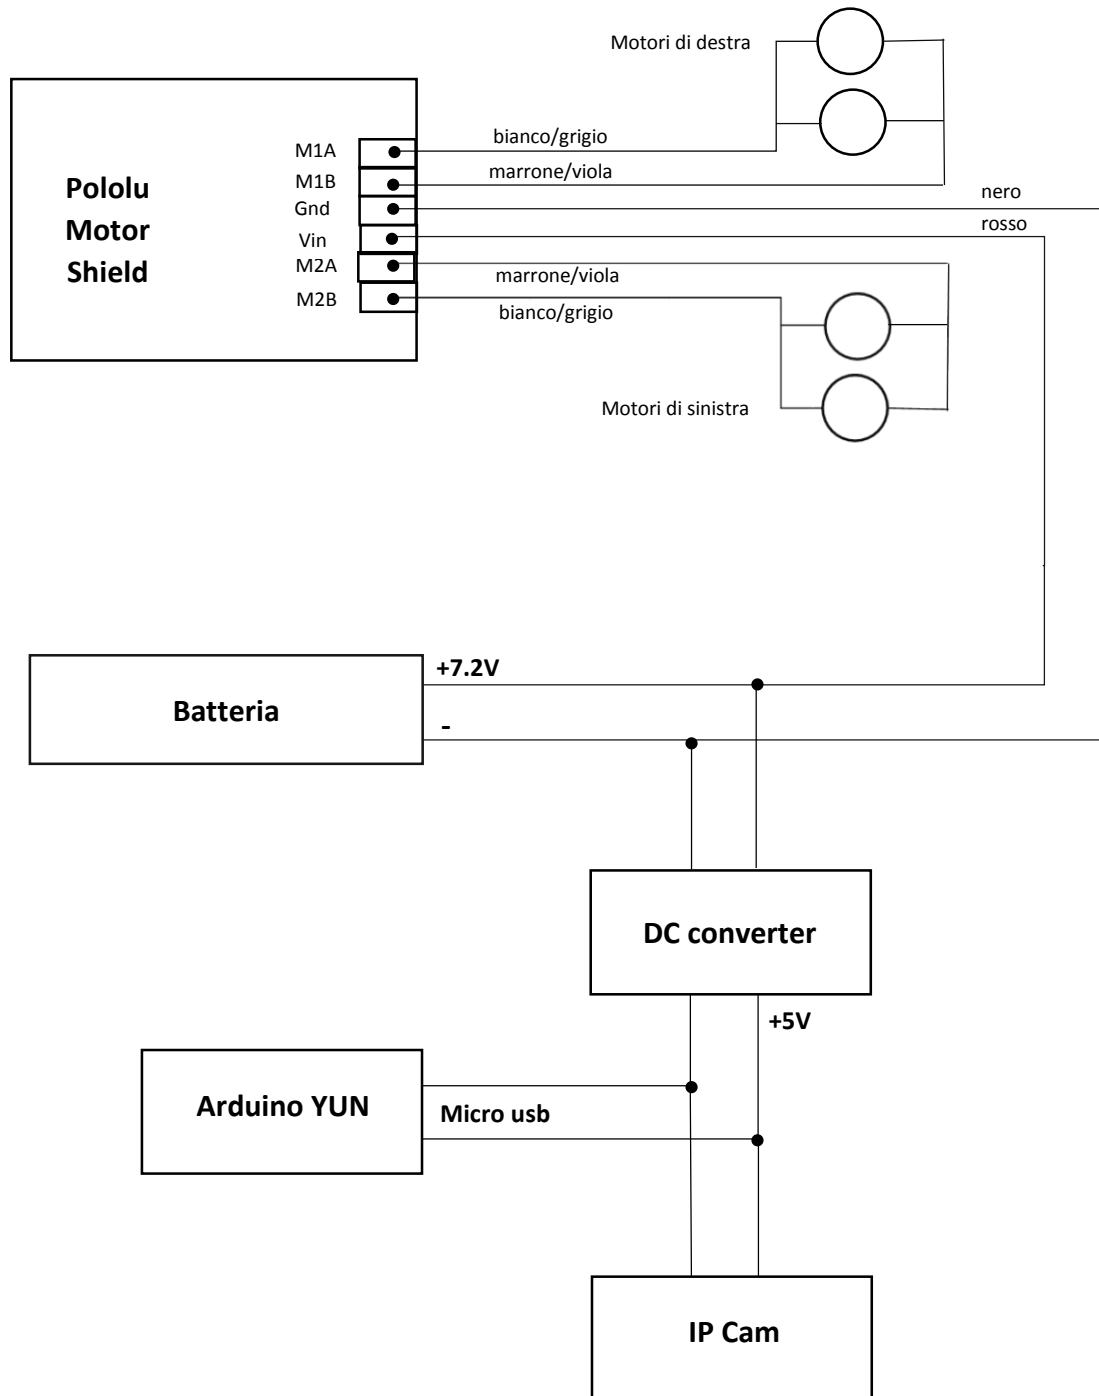 Motori di destra
bianco/grigio
M1A
marrone/viola
M1B
Pololu
Motor
Shield
nero
Gnd
rosso
Vin
M2A
marrone/viola
M2B
bianco/grigio
Motori di sinistra
+7.2V
Batteria
-
DC converter
+5V
Arduino YUN
Micro usb
IP Cam